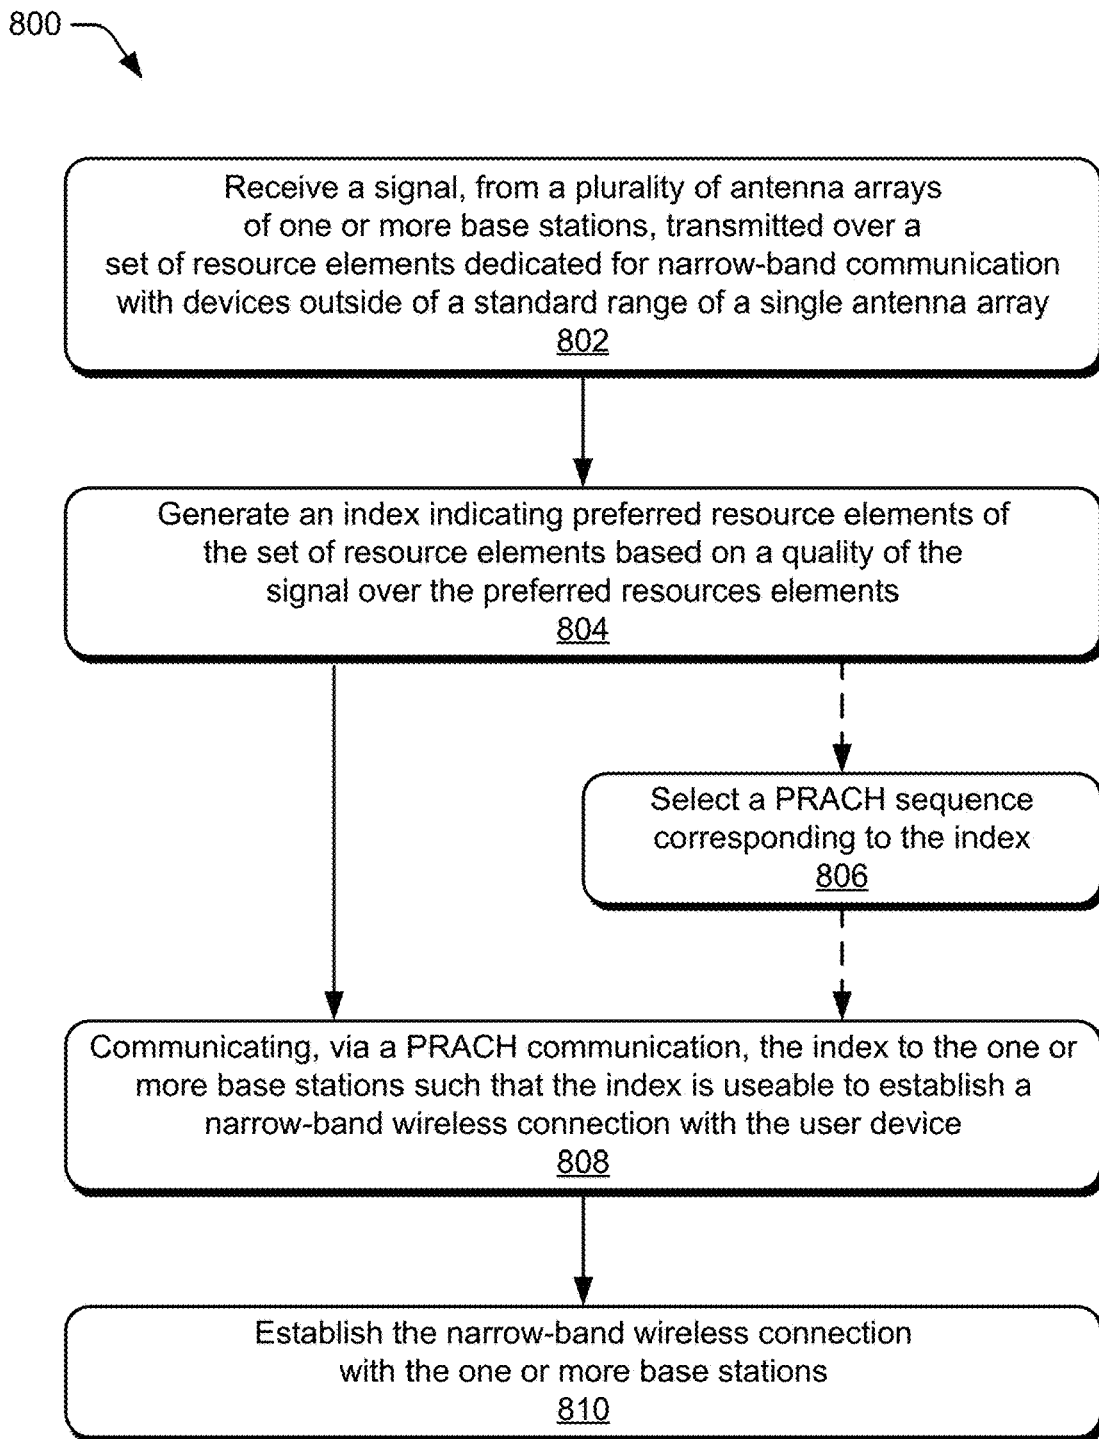 800
Receive a signal, from a plurality of antenna arrays
of one or more base stations, transmitted over a
set of resource elements dedicated for narrow-band communication
with devices outside of a standard range of a single antenna array
802
Generate an index indicating preferred resource elements of
the set of resource elements based on a quality of the
signal over the preferred resources elements
804
Select a PRACH sequence
corresponding to the index
806
Communicating, via a PRACH communication, the index to the one or
more base stations such that the index is useable to establish a
narrow-band wireless connection with the user device
808
Establish the narrow-band wireless connection
with the one or more base stations
810